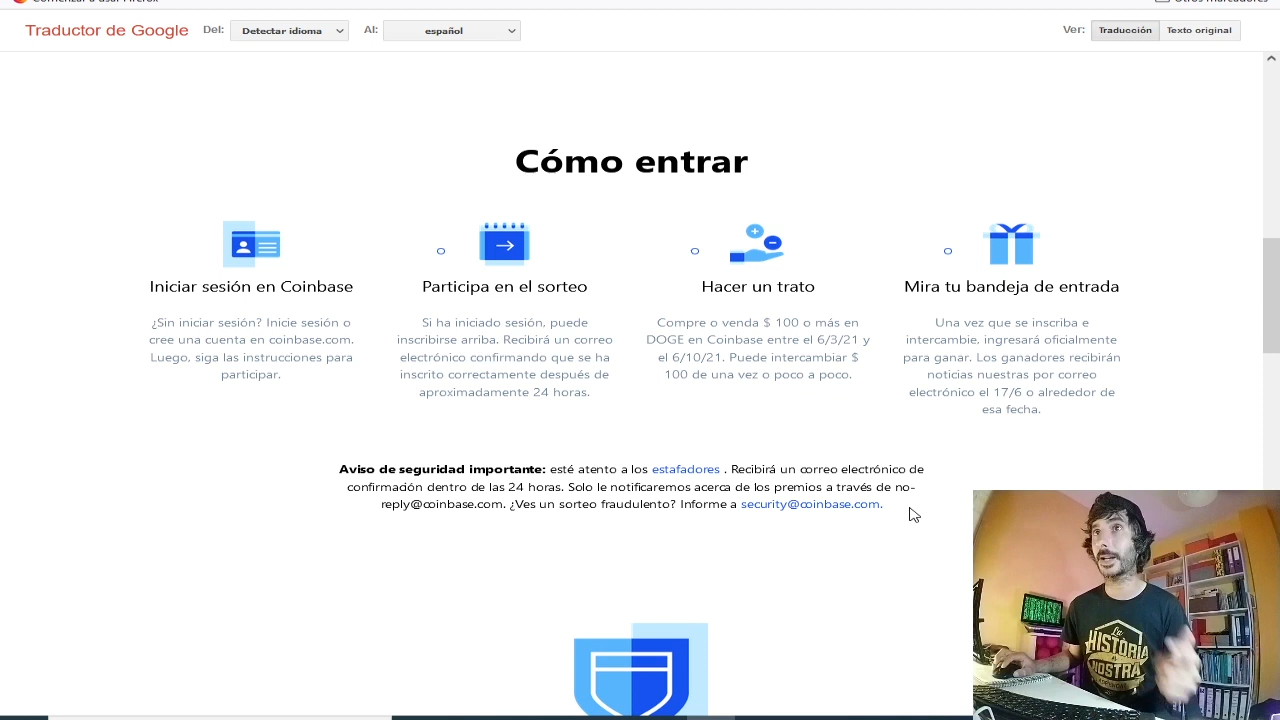 Comenzar a usar Firefox
Otros marcadores
Traductor de Google Del: Detectar idioma Al: español Ver: Traducción Texto original
Cómo entrar
Iniciar sesión en Coinbase
¿Sin iniciar sesión? Inicie sesión o
cree una cuenta en coinbase.com.
Luego, siga las instrucciones para
participar.
Participa en el sorteo
Si ha iniciado sesión, puede
inscribirse arriba. Recibirá un correo
electrónico confirmando que se ha
inscrito correctamente después de
aproximadamente 24 horas.
Hacer un trato
Compre o venda $ 100 o más en
DOGE en Coinbase entre el 6/3/21 y
el 6/10/21. Puede intercambiar $
100 de una vez o poco a poco.
Mira tu bandeja de entrada
Una vez que se inscriba e
intercambie, ingresará oficialmente
para ganar. Los ganadores recibirán
noticias nuestras por correo
electrónico el 17/6 o alrededor de
esa fecha.
Aviso de seguridad importante: esté atento a los estafadores . Recibirá un correo electrónico de
confirmación dentro de las 24 horas. Solo le notificaremos acerca de los premios a través de no-
reply@coinbase.com. ¿Ves un sorteo fraudulento? Informe a security@coinbase.com.
La
HISTORIA
NOSTRA